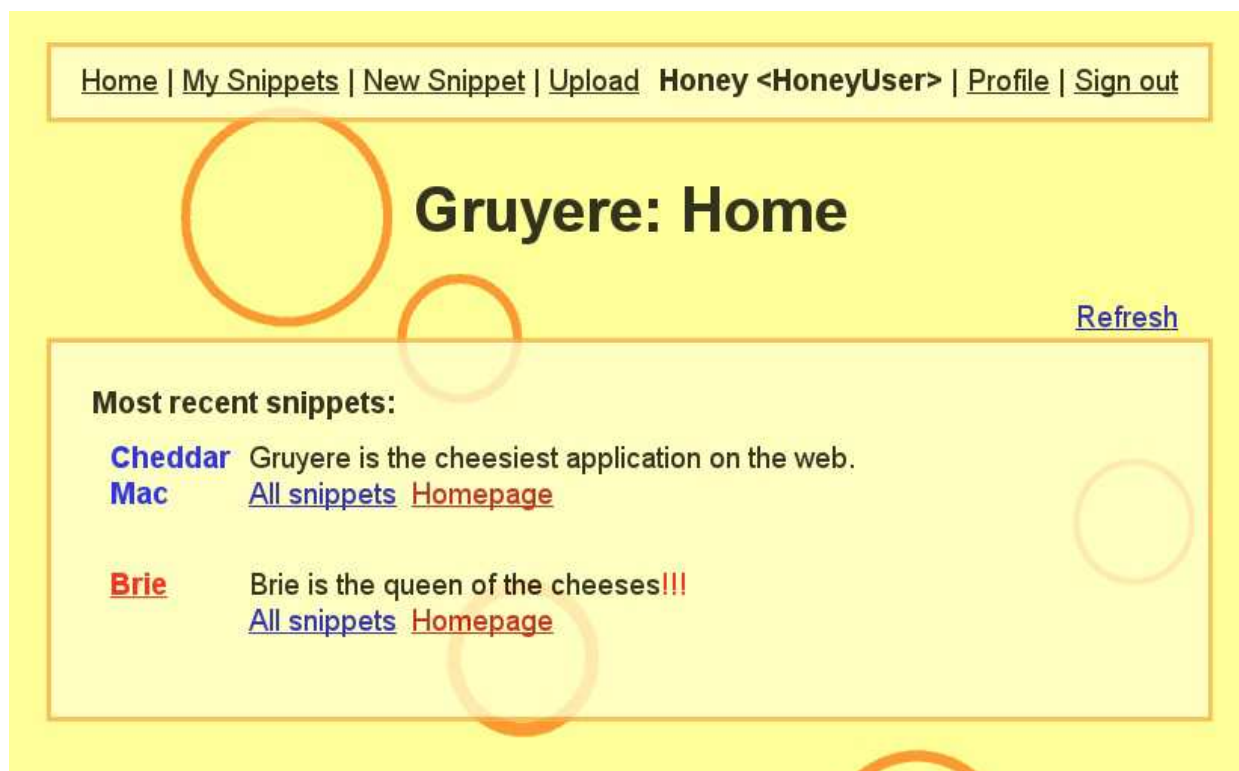 Home | My Snippets | New Snippet | Upload Honey <HoneyUser> | Profile | Sign out
Gruyere: Home
Refresh
Most recent snippets:
Cheddar Gruyere is the cheesiest application on the web.
Mac All snippets Homepage
Brie Brie is the queen of the cheeses!!!
All snippets Homepage